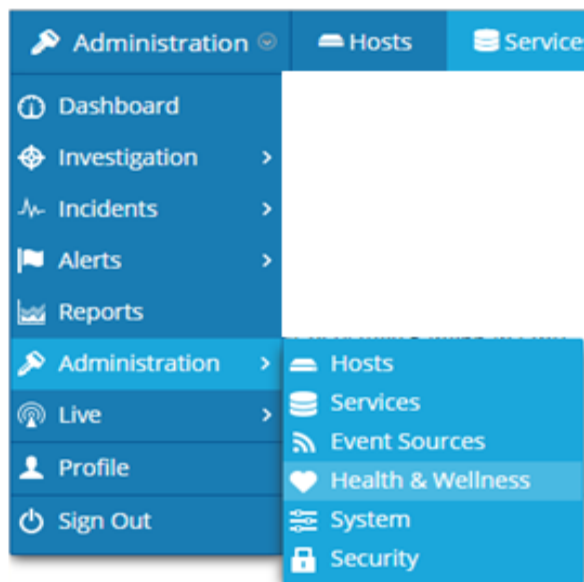 Administration Hosts Service
Dashboard
Investigation
Incidents
Alerts
Reports
Administration
Live
Profile
Sign Out
Hosts
Services
Event Sources
Health & Wellness
System
Security